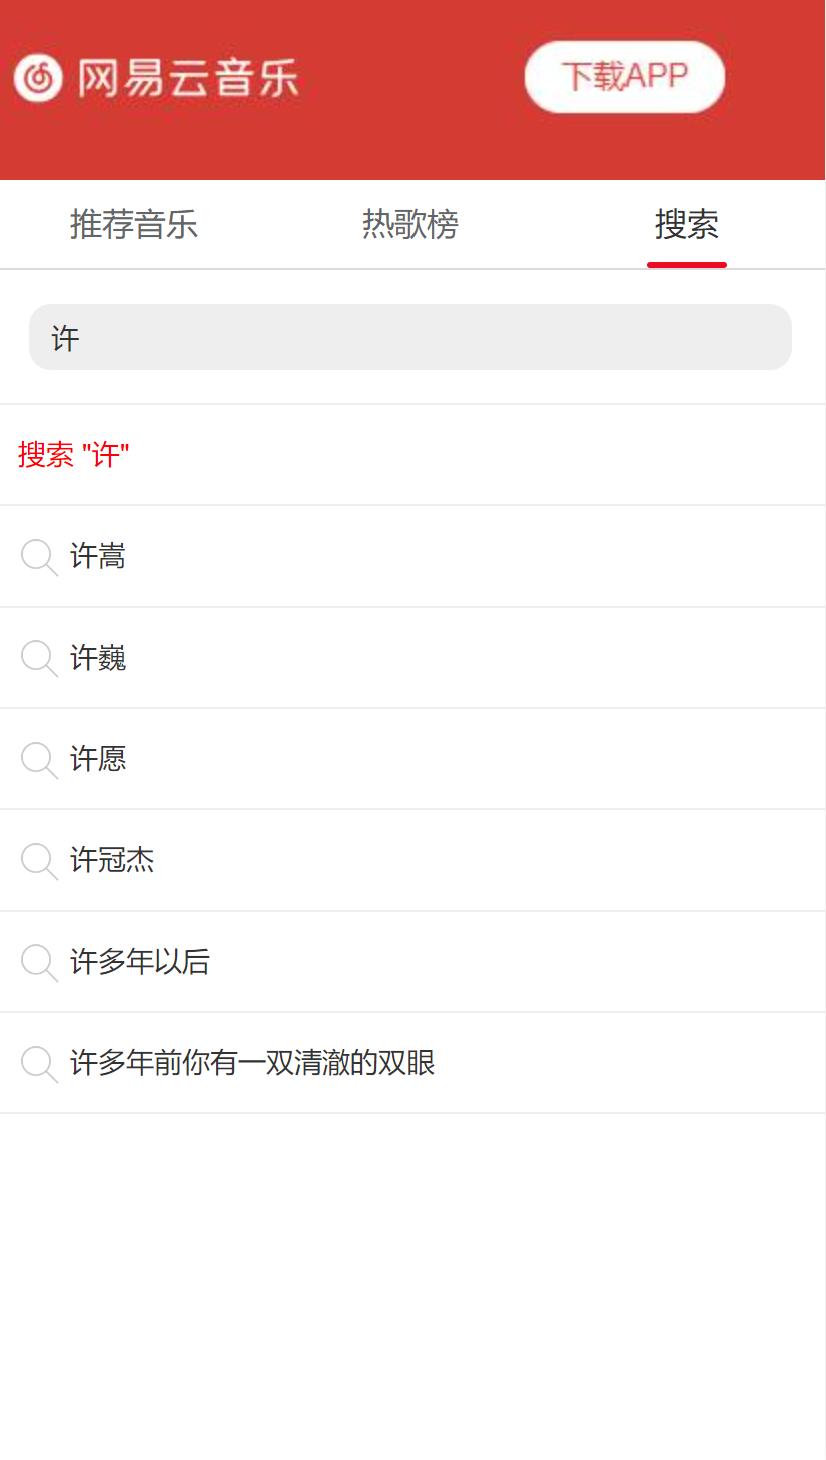 网易云音乐
下载APP
推荐音乐 热歌榜 搜索
许
搜索 "许"
许嵩
许巍
许愿
许冠杰
许多年以后
许多年前你有一双清澈的双眼